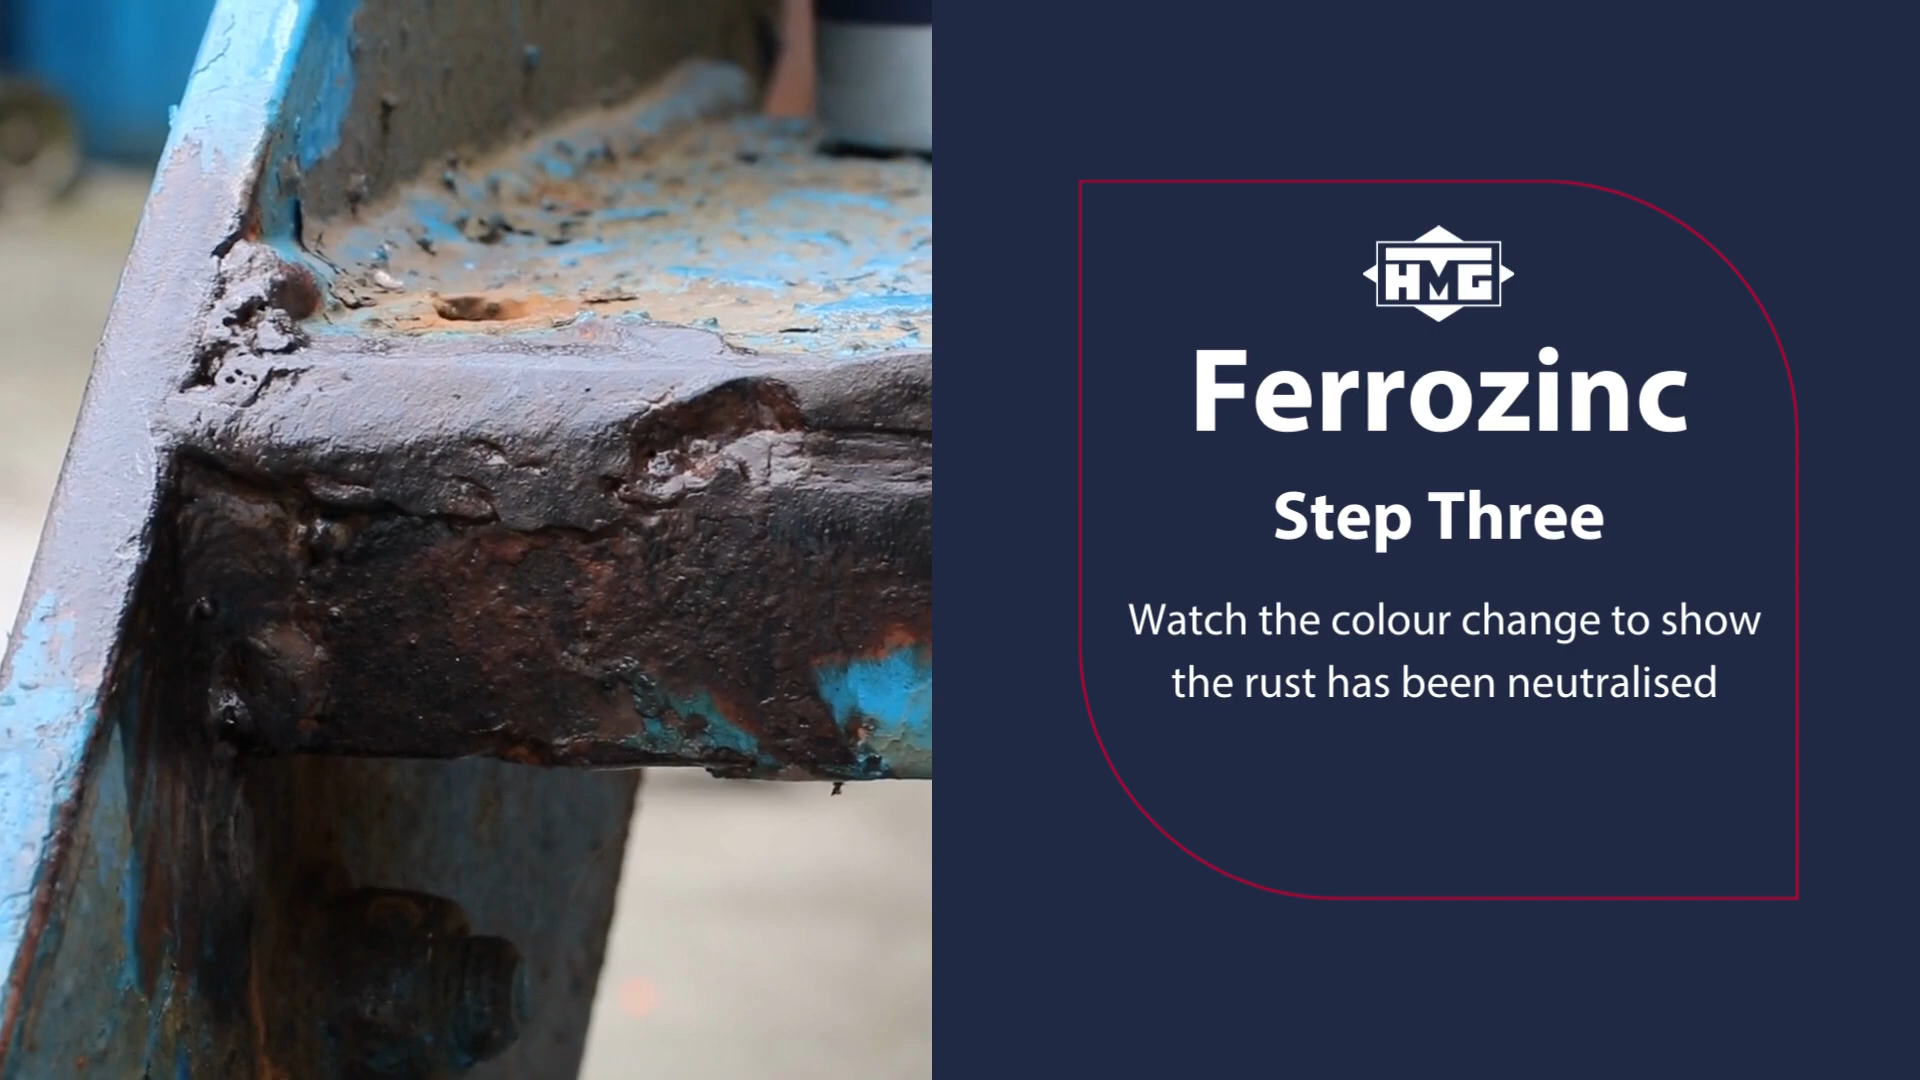 HMG
Ferrozinc
Step Three
Watch the colour change to show
the rust has been neutralised